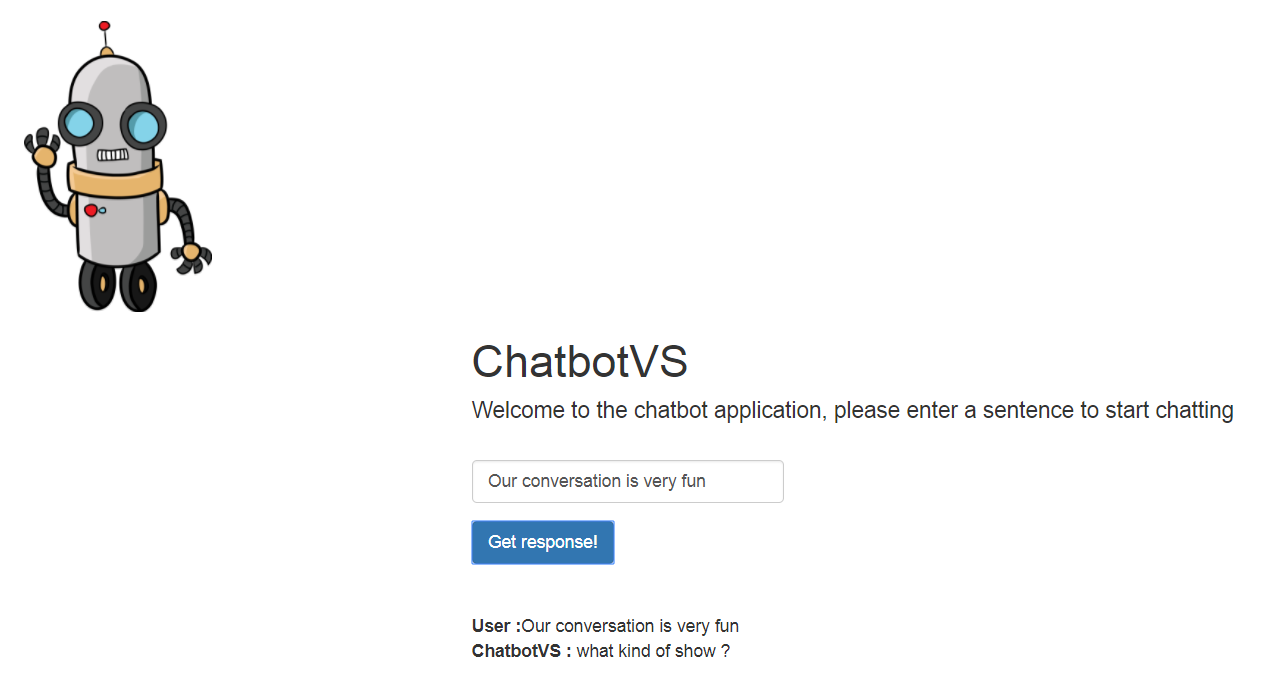 ChatbotVS
Welcome to the chatbot application, please enter a sentence to start chatting
Our conversation is very fun
Get response!
User :Our conversation is very fun
ChatbotVS : what kind of show ?